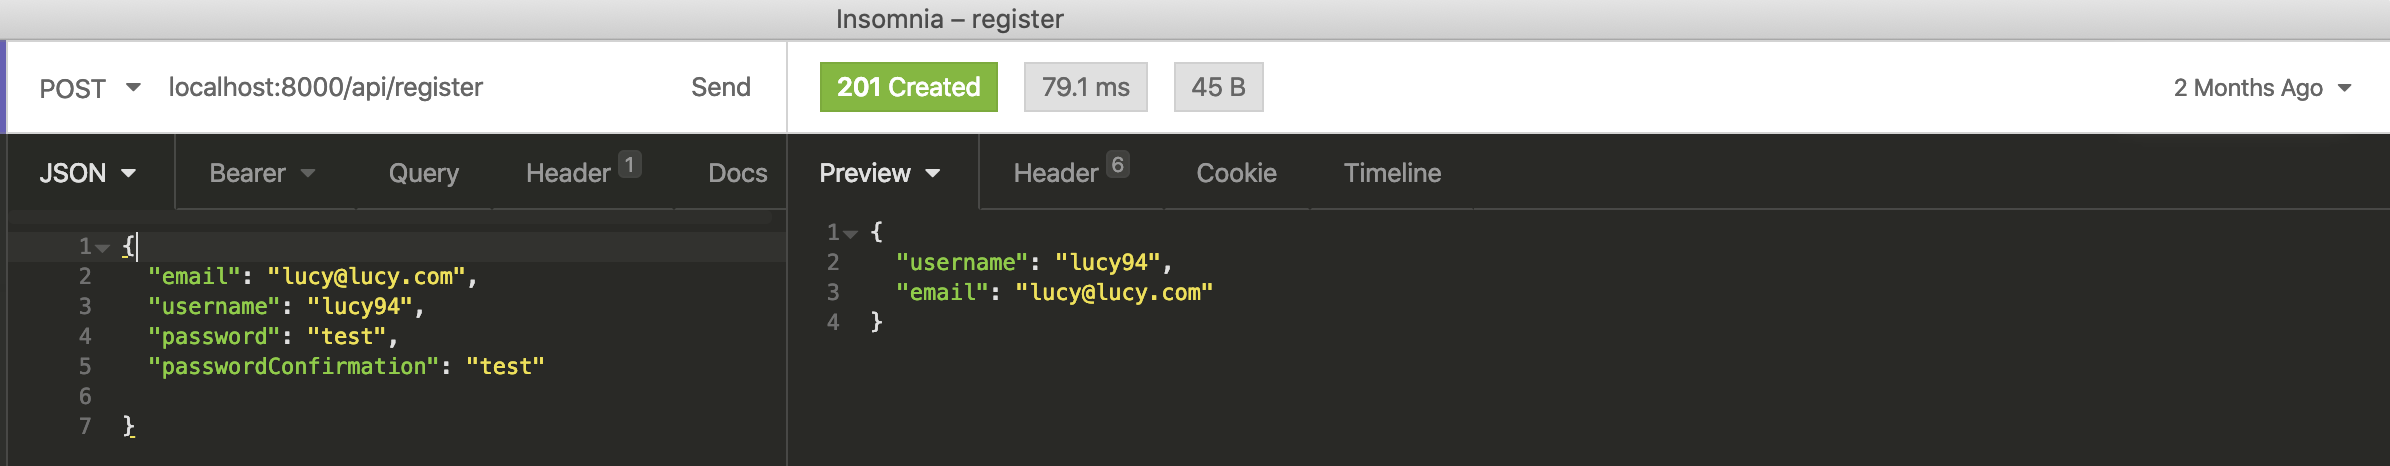 Insomnia – register
POST localhost:8000/api/register Send 201 Created 79.1 ms 45 B 2 Months Ago
JSON Bearer Query Header 1 Docs Preview Header 6 Cookie Timeline
1 {
2 "email": "lucy@lucy.com",
3 "username": "lucy94",
4 "password": "test",
5 "passwordConfirmation": "test"
6
7 }
1 {
2 "username": "lucy94",
3 "email": "lucy@lucy.com"
4 }